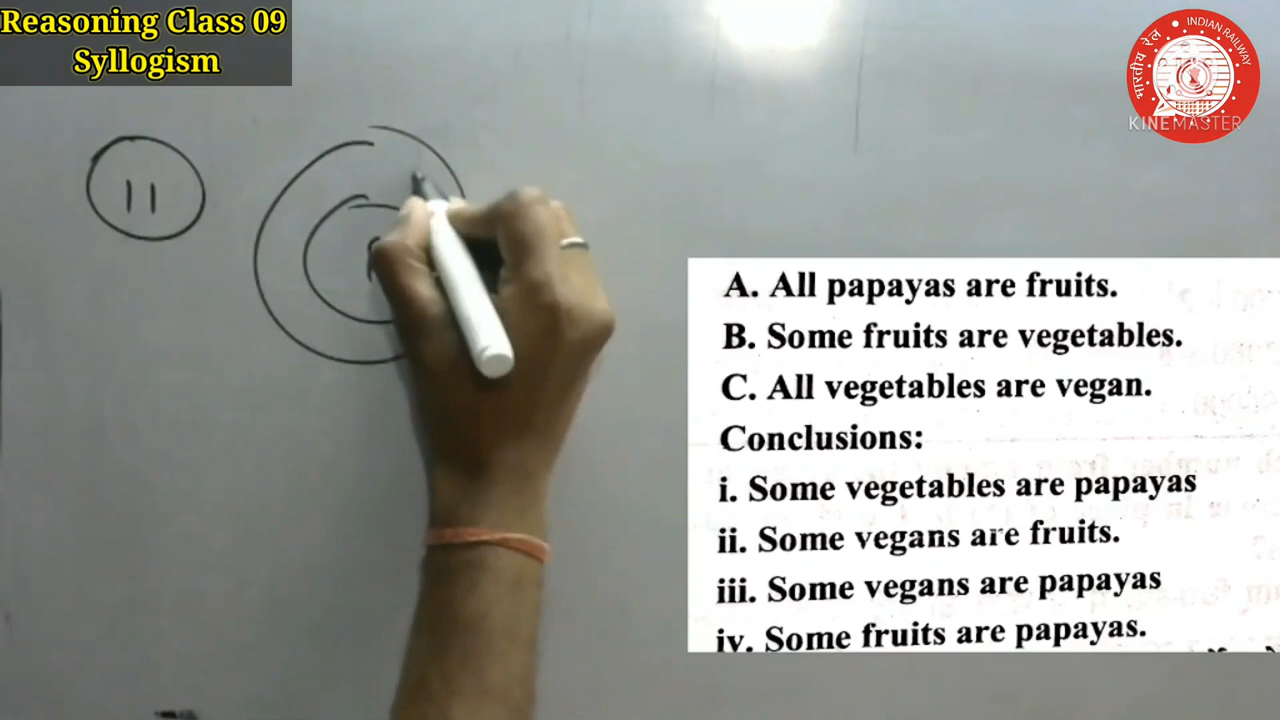 Reasoning Class 09
Syllogism
भारतीय रेल
INDIAN RAILWAY
KINEMASTER
11
A. All papayas are fruits.
B. Some fruits are vegetables.
C. All vegetables are vegan.
Conclusions:
i. Some vegetables are papayas
ii. Some vegans are fruits.
iii. Some vegans are papayas
iv. Some fruits are papayas.